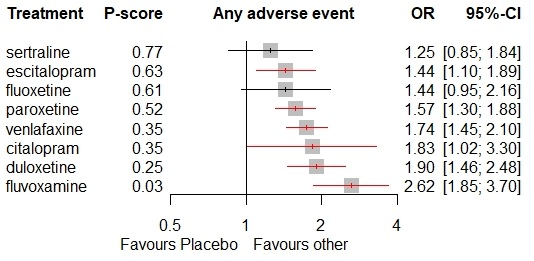 Treatment P-score Any adverse event OR 95%-CI
sertraline 0.77 1.25 [0.85; 1.84]
escitalopram 0.63 1.44 [1.10; 1.89]
fluoxetine 0.61 1.44 [0.95; 2.16]
paroxetine 0.52 1.57 [1.30; 1.88]
venlafaxine 0.35 1.74 [1.45; 2.10]
citalopram 0.35 1.83 [1.02; 3.30]
duloxetine 0.25 1.90 [1.46; 2.48]
fluvoxamine 0.03 2.62 [1.85; 3.70]
0.5 1 2 4
Favours Placebo Favours other